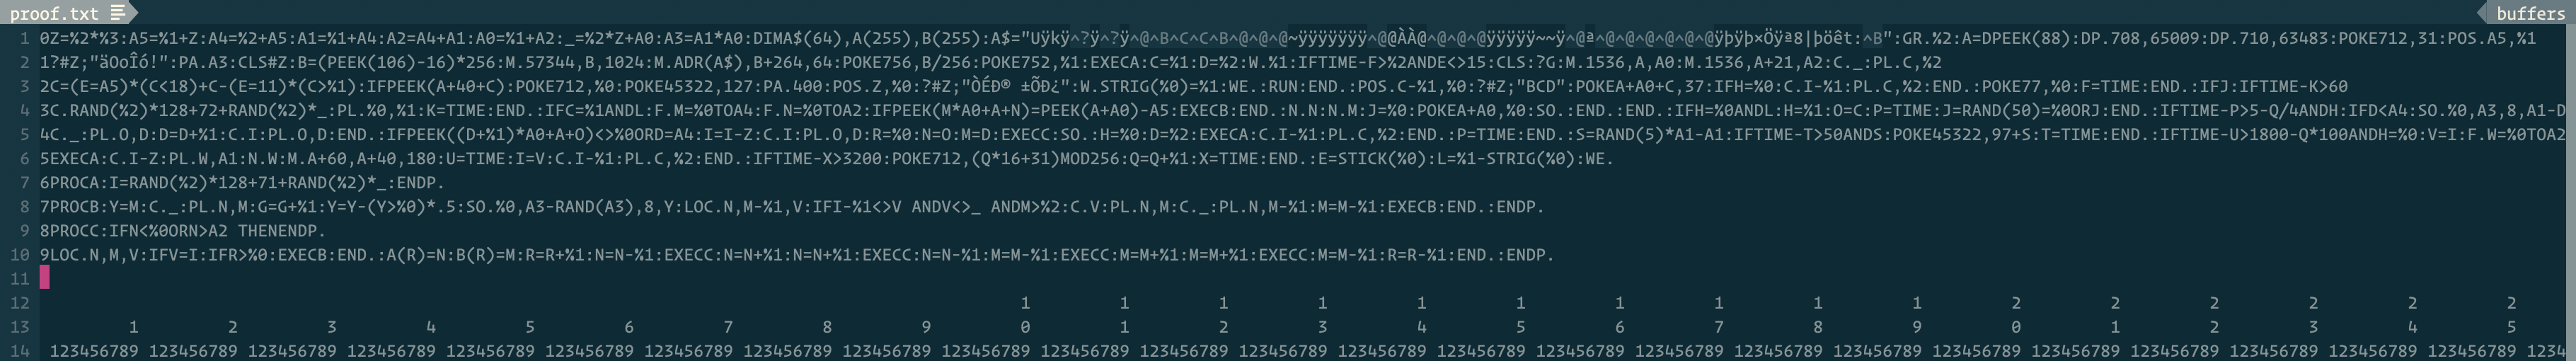 proof.txt buffers
1 0Z=%2*%3:A5=%1+Z:A4=%2+A5:A1=%1+A4:A2=A4+A1:A0=%1+A2:_=%2*Z+A0:A3=A1*A0:DIMA$(64),A(255),B(255):A$="Uÿkÿ^?ÿ^?ÿ^@^B^C^C^B^@^@^@~ÿÿÿÿÿÿÿ^@@ÀÀ@^@^@^@ÿÿÿÿÿ~~ÿ^@ª^@^@^@^@^@^@ÿþÿþ×Öÿª8|þöêt:^B":GR.%2:A=DPEEK(88):DP.708,65009:DP.710,63483:POKE712,31:POS.A5,%1
2 1?#Z;"äOoÎó!":PA.A3:CLS#Z:B=(PEEK(106)-16)*256:M.57344,B,1024:M.ADR(A$),B+264,64:POKE756,B/256:POKE752,%1:EXECA:C=%1:D=%2:W.%1:IFTIME-F>%2ANDE<>15:CLS:?G:M.1536,A,A0:M.1536,A+21,A2:C._:PL.C,%2
3 2C=(E=A5)*(C<18)+C-(E=11)*(C>%1):IFPEEK(A+40+C):POKE712,%0:POKE45322,127:PA.400:POS.Z,%0:?#Z;"ÒÉÐ® ±ÕÐ¿":W.STRIG(%0)=%1:WE.:RUN:END.:POS.C-%1,%0:?#Z;"BCD":POKEA+A0+C,37:IFH=%0:C.I-%1:PL.C,%2:END.:POKE77,%0:F=TIME:END.:IFJ:IFTIME-K>60
4 3C.RAND(%2)*128+72+RAND(%2)*_:PL.%0,%1:K=TIME:END.:IFC=%1ANDL:F.M=%0TOA4:F.N=%0TOA2:IFPEEK(M*A0+A+N)=PEEK(A+A0)-A5:EXECB:END.:N.N:N.M:J=%0:POKEA+A0,%0:SO.:END.:END.:IFH=%0ANDL:H=%1:O=C:P=TIME:J=RAND(50)=%0ORJ:END.:IFTIME-P>5-Q/4ANDH:IFD<A4:SO.%0,A3,8,A1-D
5 4C._:PL.O,D:D=D+%1:C.I:PL.O,D:END.:IFPEEK((D+%1)*A0+A+O)<>%0ORD=A4:I=I-Z:C.I:PL.O,D:R=%0:N=O:M=D:EXECC:SO.:H=%0:D=%2:EXECA:C.I-%1:PL.C,%2:END.:P=TIME:END.:S=RAND(5)*A1-A1:IFTIME-T>50ANDS:POKE45322,97+S:T=TIME:END.:IFTIME-U>1800-Q*100ANDH=%0:V=I:F.W=%0TOA2
6 5EXECA:C.I-Z:PL.W,A1:N.W:M.A+60,A+40,180:U=TIME:I=V:C.I-%1:PL.C,%2:END.:IFTIME-X>3200:POKE712,(Q*16+31)MOD256:Q=Q+%1:X=TIME:END.:E=STICK(%0):L=%1-STRIG(%0):WE.
7 6PROCA:I=RAND(%2)*128+71+RAND(%2)*_:ENDP.
8 7PROCB:Y=M:C._:PL.N,M:G=G+%1:Y=Y-(Y>%0)*.5:SO.%0,A3-RAND(A3),8,Y:LOC.N,M-%1,V:IFI-%1<>V ANDV<>_ ANDM>%2:C.V:PL.N,M:C._:PL.N,M-%1:M=M-%1:EXECB:END.:ENDP.
9 8PROCC:IFN<%0ORN>A2 THENENDP.
10 9LOC.N,M,V:IFV=I:IFR>%0:EXECB:END.:A(R)=N:B(R)=M:R=R+%1:N=N-%1:EXECC:N=N+%1:N=N+%1:EXECC:N=N-%1:M=M-%1:EXECC:M=M+%1:M=M+%1:EXECC:M=M-%1:R=R-%1:END.:ENDP.
11
12 1 1 1 1 1 1 1 1 1 1 2 2 2 2 2 2
13 1 2 3 4 5 6 7 8 9 0 1 2 3 4 5 6 7 8 9 0 1 2 3 4 5
14 123456789 123456789 123456789 123456789 123456789 123456789 123456789 123456789 123456789 123456789 123456789 123456789 123456789 123456789 123456789 123456789 123456789 123456789 123456789 123456789 123456789 123456789 123456789 123456789 123456789 1234